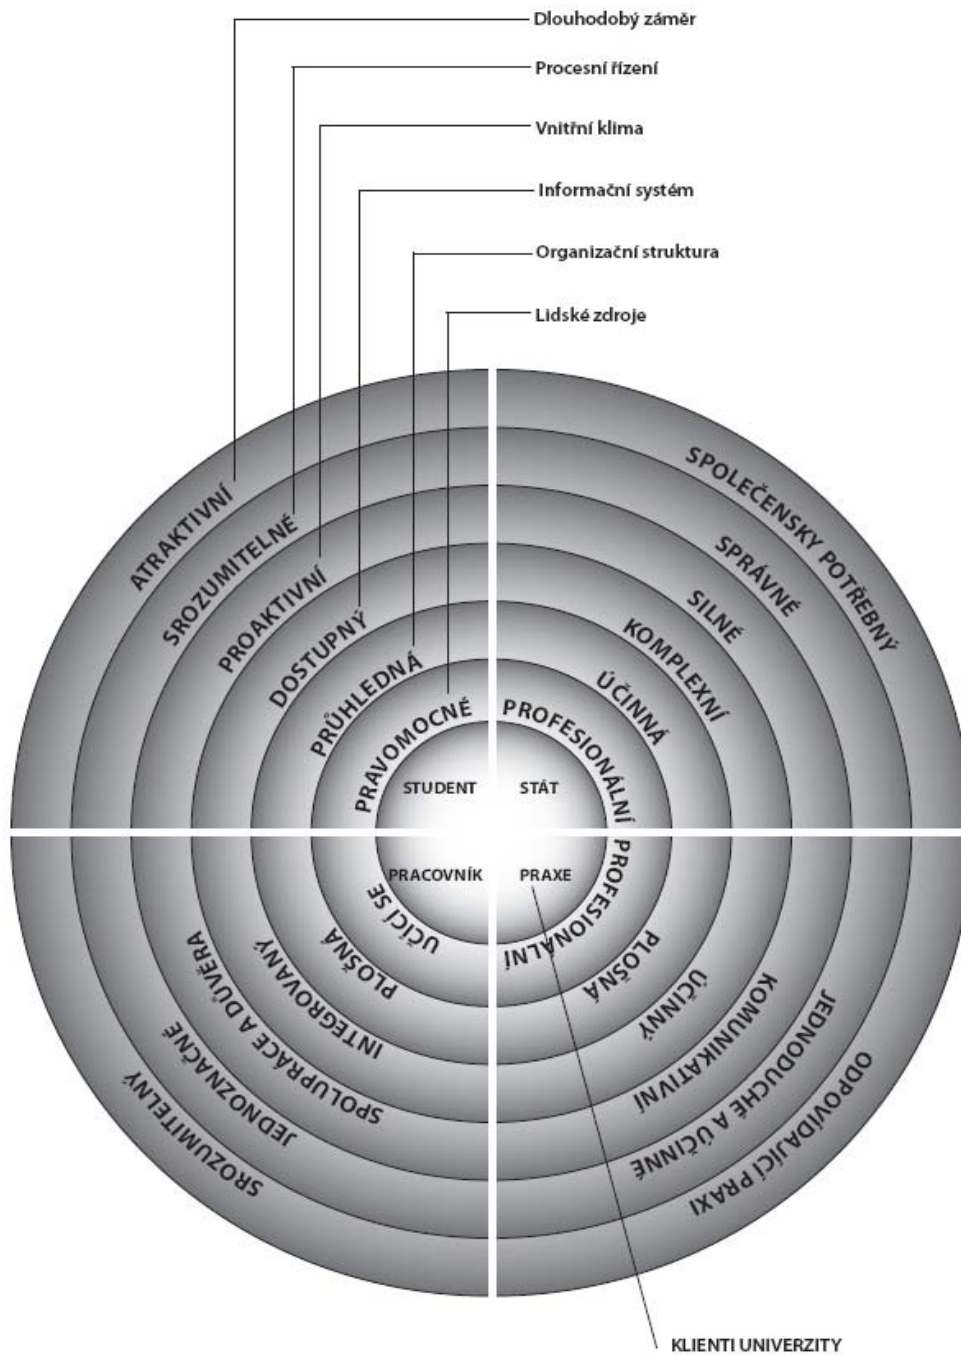 Dlouhodobý záměr
Procesní řízení
Vnitřní klima
Informační systém
Organizační struktura
Lidské zdroje
ATRAKTIVNÍ
SROZUMITELNÉ
PROAKTIVNÍ
DOSTUPNÝ
PRŮHLEDNÁ
PRAVOMOCNÉ
SPOLEČENSKY POTŘEBNÝ
SPRÁVNÉ
SILNÉ
KOMPLEXNÍ
ÚČINNÁ
PROFESIONÁLNÍ
STUDENT
STÁT
PRACOVNÍK
PRAXE
UČÍCÍ SE
PLOŠNÁ
INTEGROVANÝ
SPOLUPRÁCE A DŮVĚRA
JEDNOZNAČNÉ
SROZUMITELNÝ
PROFESIONÁLNÍ
PLOŠNÁ
ÚČINNÝ
KOMUNIKATIVNÍ
JEDNODUCHÉ A ÚČINNÉ
ODPOVÍDAJÍCÍ PRAXI
KLIENTI UNIVERZITY